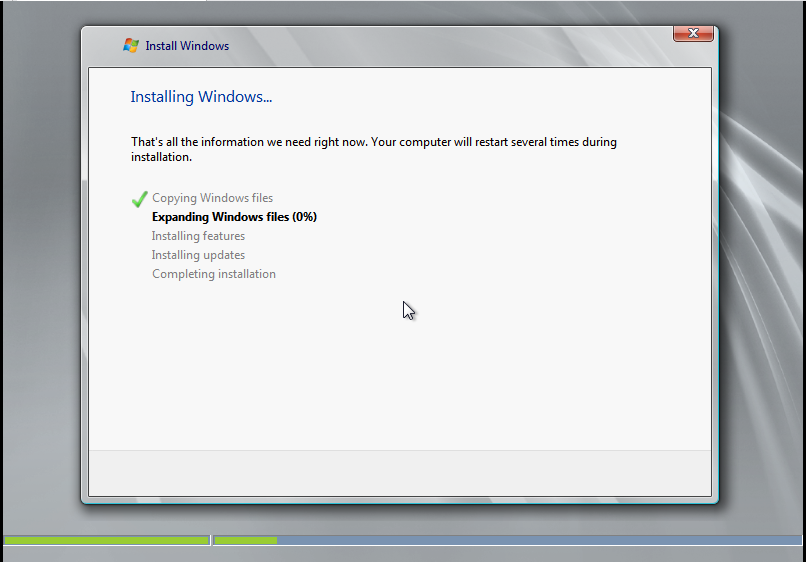 Install Windows
Installing Windows...
That's all the information we need right now. Your computer will restart several times during
installation.
Copying Windows files
Expanding Windows files (0%)
Installing features
Installing updates
Completing installation